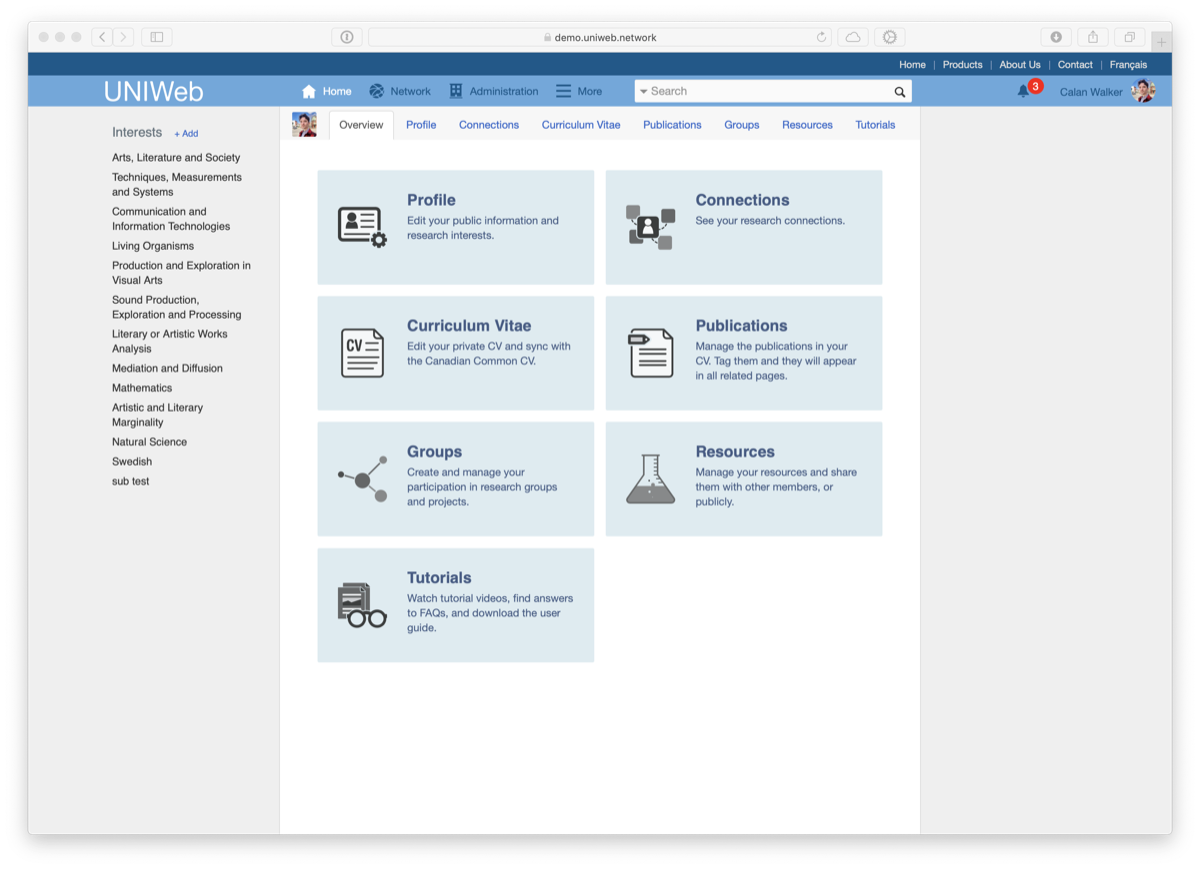 demo.uniweb.network
Home | Products | About Us | Contact | Français
UNIWeb
Home Network Administration More
Search
3
Calan Walker
Interests + Add
Arts, Literature and Society
Techniques, Measurements
and Systems
Communication and
Information Technologies
Living Organisms
Production and Exploration in
Visual Arts
Sound Production,
Exploration and Processing
Literary or Artistic Works
Analysis
Mediation and Diffusion
Mathematics
Artistic and Literary
Marginality
Natural Science
Swedish
sub test
Overview Profile Connections Curriculum Vitae Publications Groups Resources Tutorials
Profile
Edit your public information and
research interests.
Connections
See your research connections.
CV
Curriculum Vitae
Edit your private CV and sync with
the Canadian Common CV.
Publications
Manage the publications in your
CV. Tag them and they will appear
in all related pages.
Groups
Create and manage your
participation in research groups
and projects.
Resources
Manage your resources and share
them with other members, or
publicly.
Tutorials
Watch tutorial videos, find answers
to FAQs, and download the user
guide.